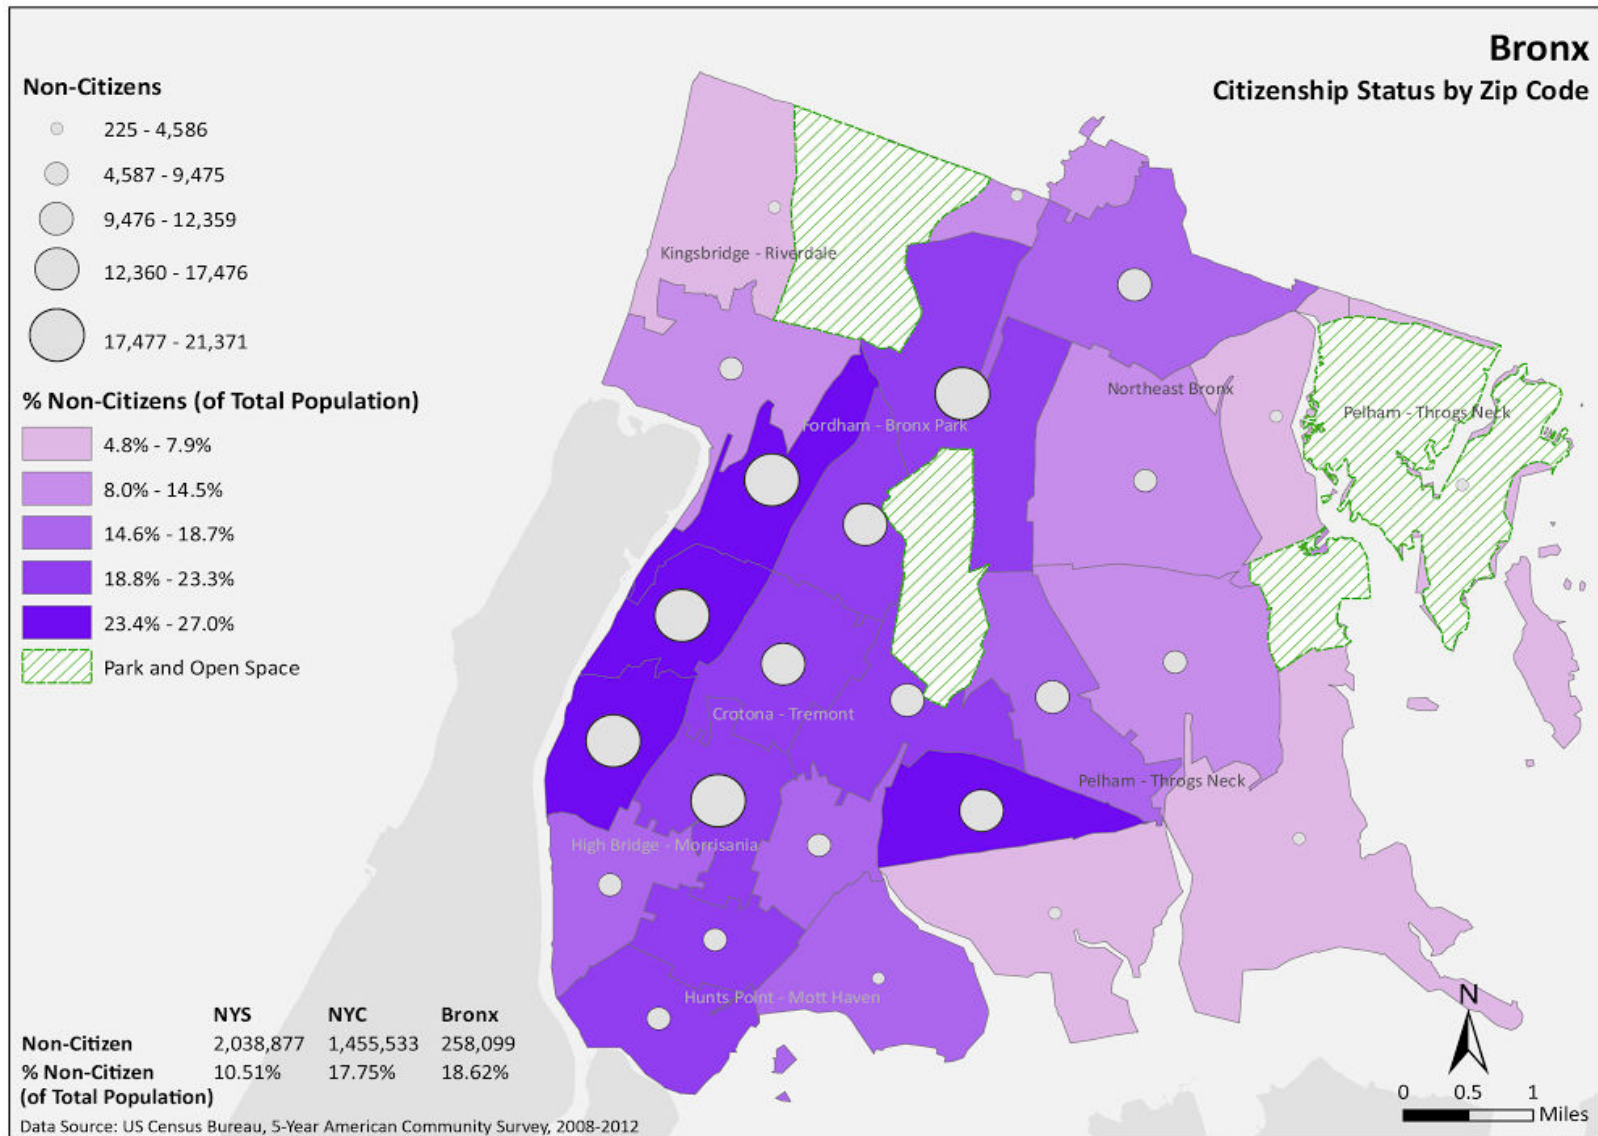 Bronx
Citizenship Status by Zip Code
Non-Citizens
225 - 4,586
4,587 - 9,475
9,476 - 12,359
12,360 - 17,476
17,477 - 21,371
% Non-Citizens (of Total Population)
4.8% - 7.9%
8.0% - 14.5%
14.6% - 18.7%
18.8% - 23.3%
23.4% - 27.0%
Park and Open Space
Kingsbridge - Riverdale
Northeast Bronx
Pelham - Throgs Neck
Fordham - Bronx Park
Crotona - Tremont
Pelham - Throgs Neck
High Bridge - Morrisania
Hunts Point - Mott Haven
NYS NYC Bronx
Non-Citizen 2,038,877 1,455,533 258,099
% Non-Citizen 10.51% 17.75% 18.62%
(of Total Population)
Data Source: US Census Bureau, 5-Year American Community Survey, 2008-2012
N
0 0.5 1
Miles